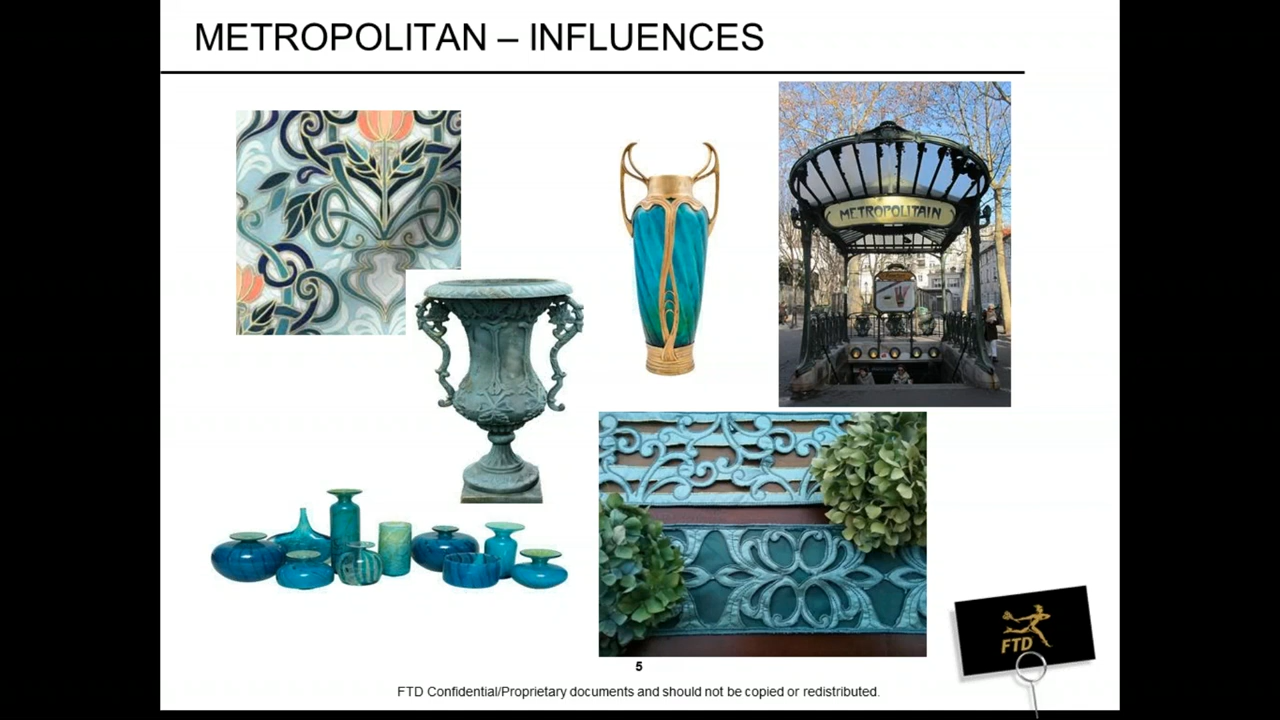 METROPOLITAN – INFLUENCES
METROPOLITAIN
FTD
5
FTD Confidential/Proprietary documents and should not be copied or redistributed.